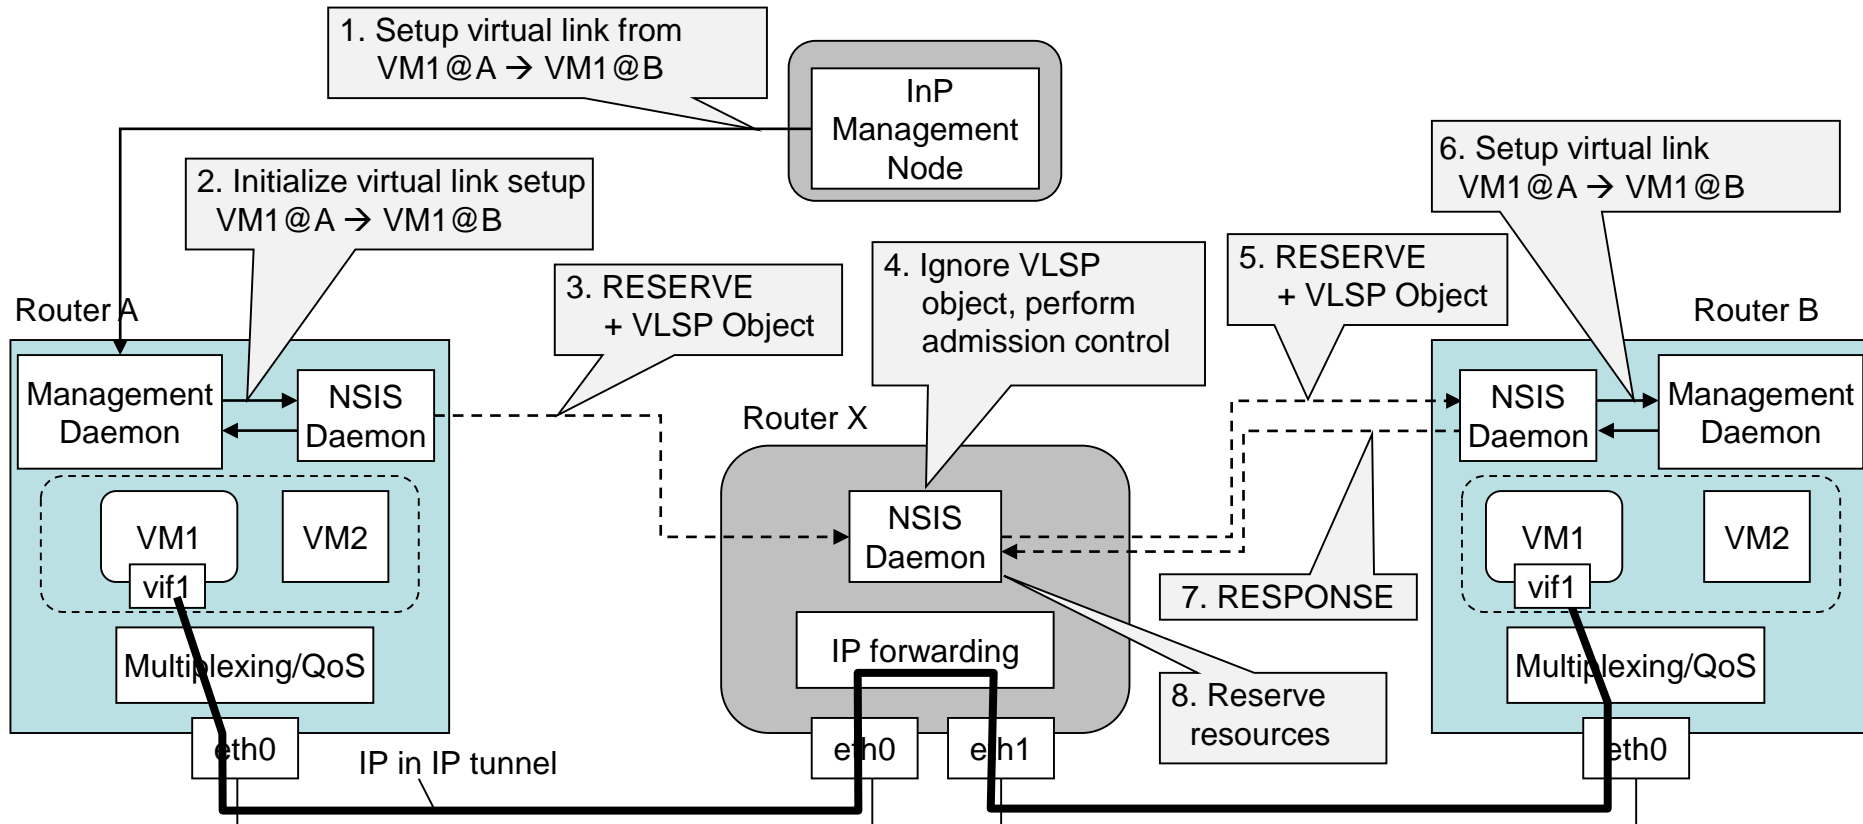 1. Setup virtual link from
VM1@A → VM1@B
InP
Management
Node
2. Initialize virtual link setup
VM1@A → VM1@B
3. RESERVE
+ VLSP Object
4. Ignore VLSP
object, perform
admission control
5. RESERVE
+ VLSP Object
6. Setup virtual link
VM1@A → VM1@B
Router A
Management
Daemon
NSIS
Daemon
VM1
VM2
vif1
Multiplexing/QoS
eth0
IP in IP tunnel
Router X
NSIS
Daemon
IP forwarding
eth0
eth1
7. RESPONSE
8. Reserve
resources
Router B
NSIS
Daemon
Management
Daemon
VM1
VM2
vif1
Multiplexing/QoS
eth0